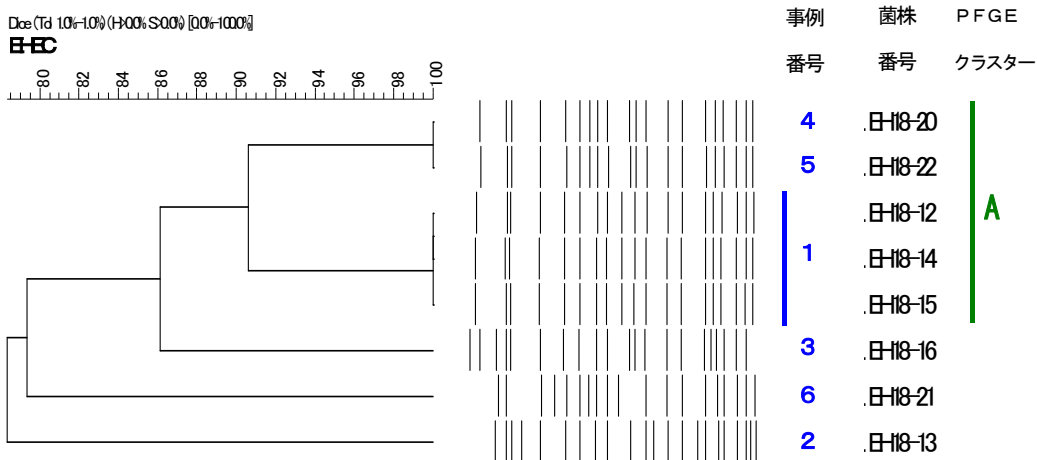 Dice (Tol 1.0%-1.0%) (H>0.0% S>0.0%) [0.0%-100.0%]
EHEC
80 82 84 86 88 90 92 94 96 98 100
事例 菌株 PFGE
番号 番号 クラスター
4 .EH18-20
5 .EH18-22
.EH18-12 A
1 .EH18-14
.EH18-15
3 .EH18-16
6 .EH18-21
2 .EH18-13